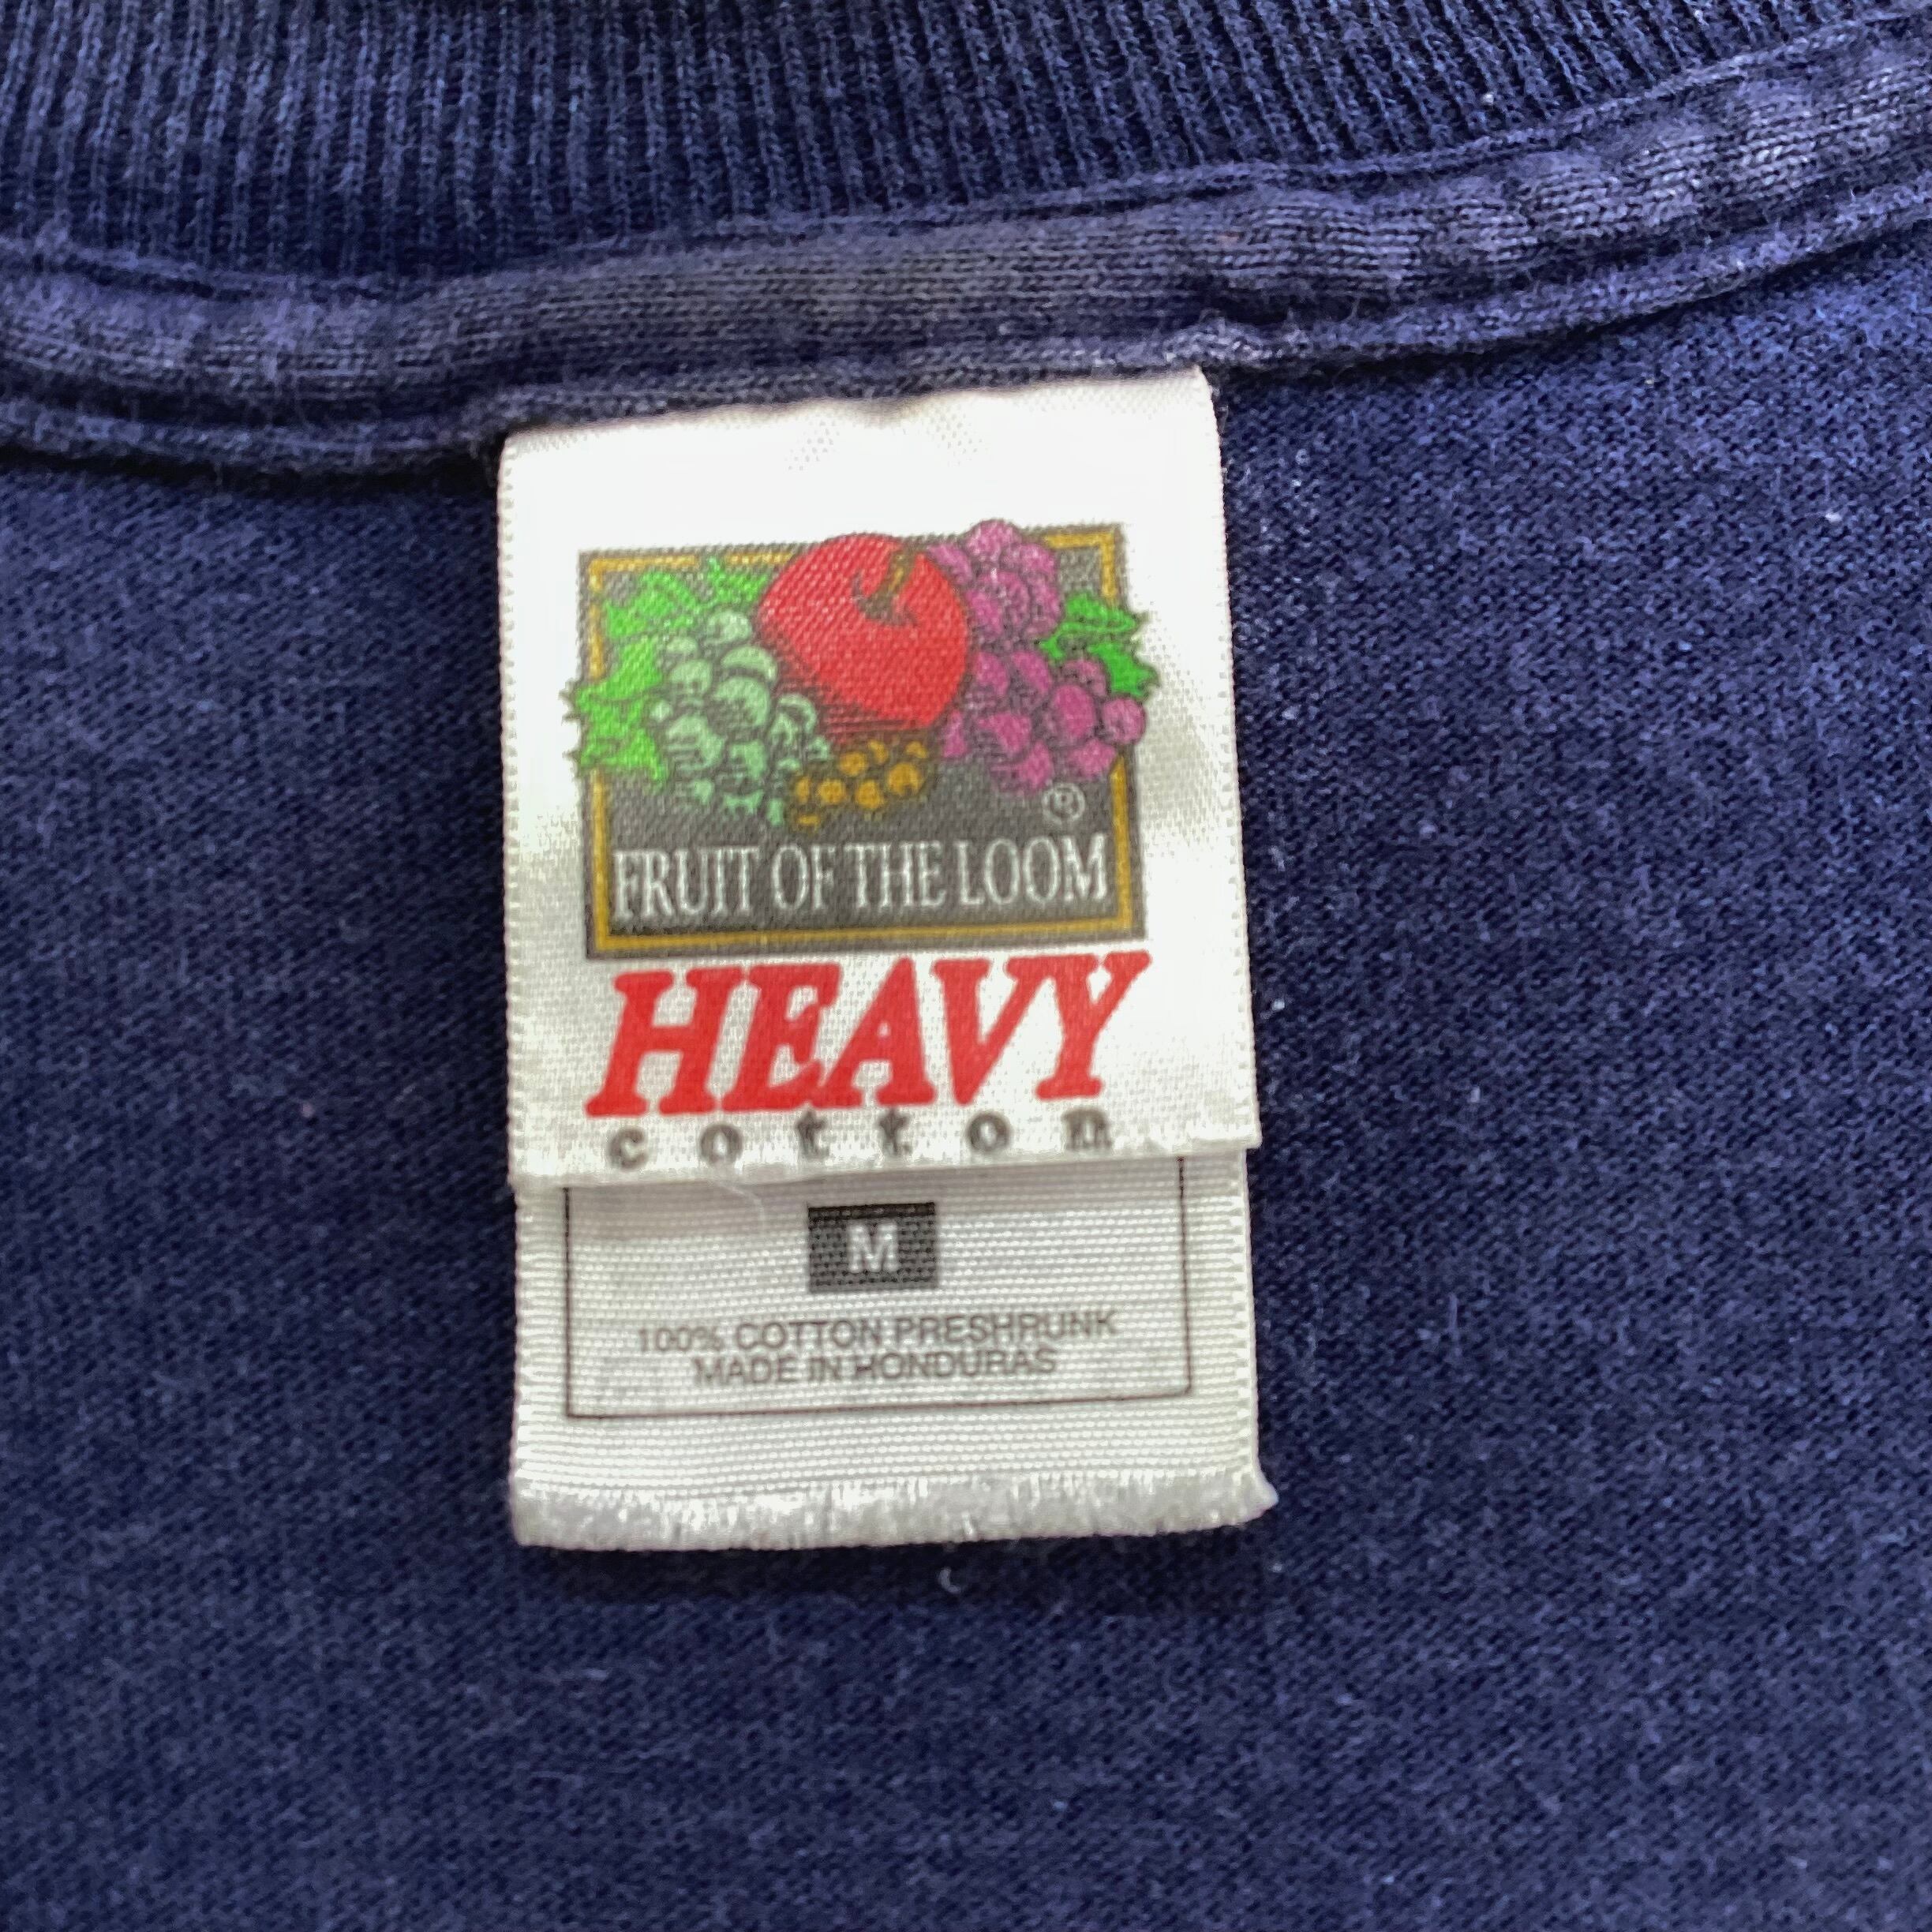 ®
FRUIT OF THE LOOM
HEAVY
cotton
M
100% COTTON PRESHRUNK
MADE IN HONDURAS